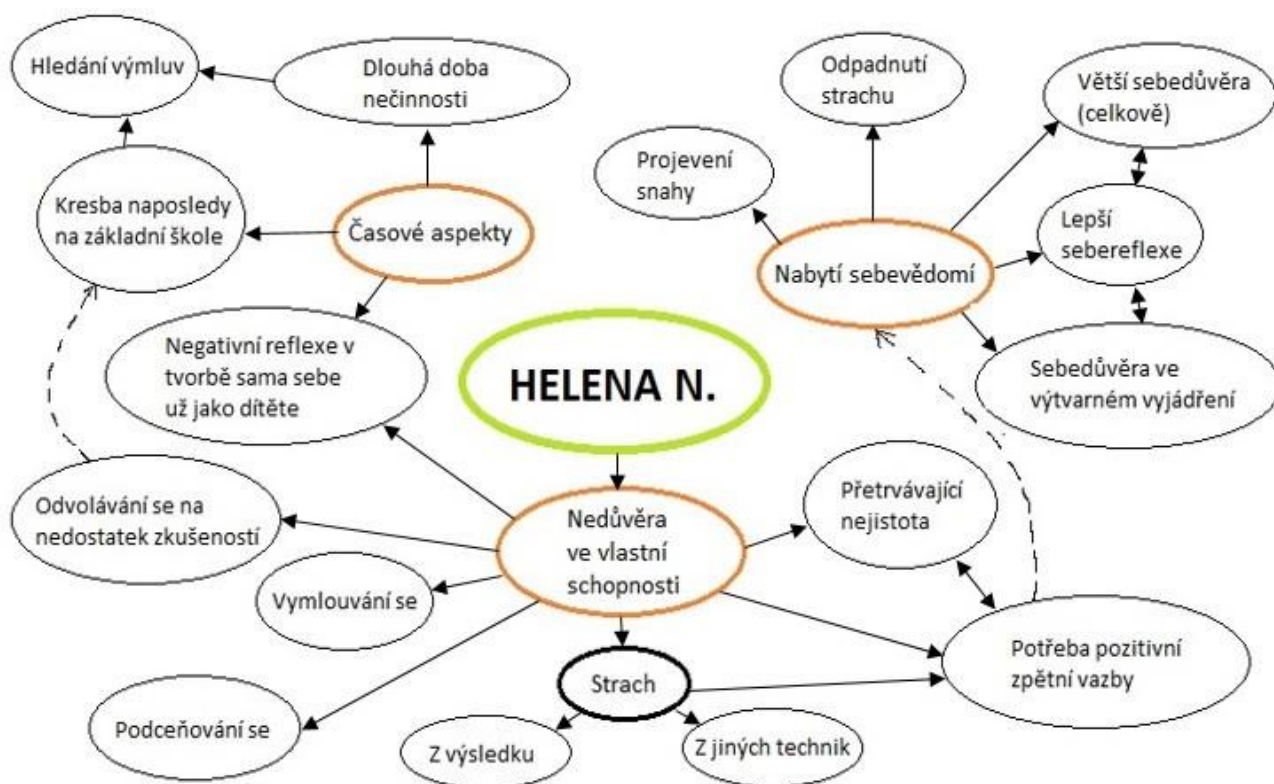 Hledání výmluv
Dlouhá doba
nečinnosti
Odpadnutí
strachu
Větší sebedůvěra
(celkově)
Projevení
snahy
Kresba naposledy
na základní škole
Časové aspekty
Lepší
sebereflexe
Nabytí sebevědomí
Negativní reflexe v
tvorbě sama sebe
už jako dítěte
HELENA N.
Sebedůvěra ve
výtvarném vyjádření
Odvolávání se na
nedostatek zkušeností
Nedůvěra
ve vlastní
schopnosti
Přetrvávající
nejistota
Vymlouvání se
Potřeba pozitivní
zpětní vazby
Strach
Podceňování se
Z výsledku
Z jiných technik